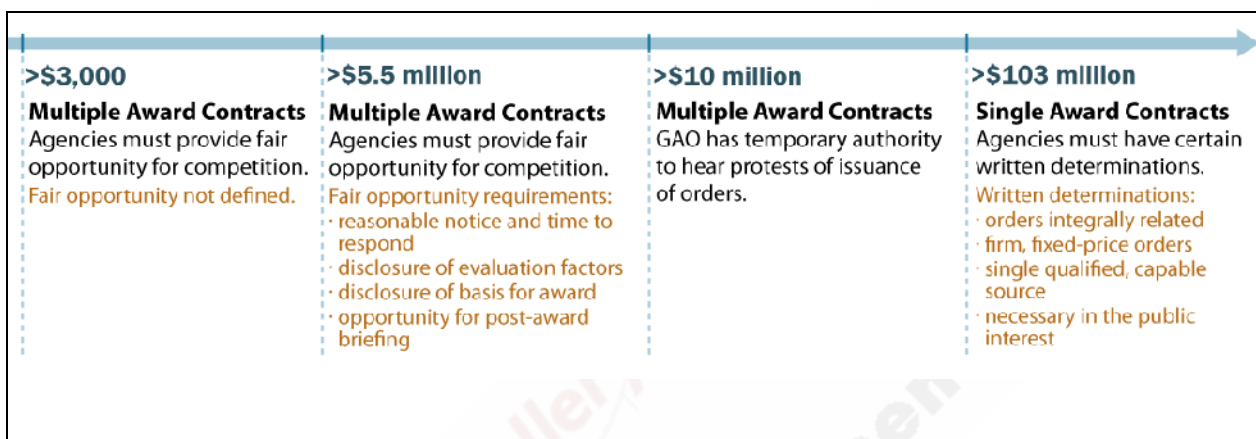 >$3,000
Multiple Award Contracts
Agencies must provide fair
opportunity for competition.
Fair opportunity not defined.
>$5.5 million
Multiple Award Contracts
Agencies must provide fair
opportunity for competition.
Fair opportunity requirements:
· reasonable notice and time to
respond
· disclosure of evaluation factors
· disclosure of basis for award
· opportunity for post-award
briefing
>$10 million
Multiple Award Contracts
GAO has temporary authority
to hear protests of issuance
of orders.
>$103 million
Single Award Contracts
Agencies must have certain
written determinations.
Written determinations:
· orders integrally related
· firm, fixed-price orders
· single qualified, capable
source
· necessary in the public
interest